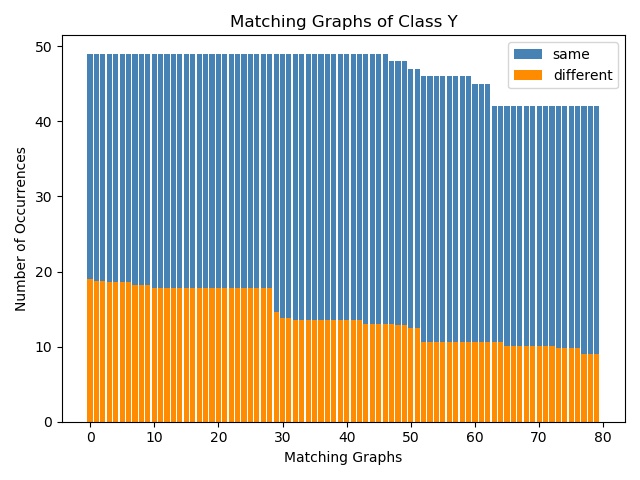 Matching Graphs of Class Y
same
different
Number of Occurrences
50
40
30
20
10
0
0 10 20 30 40 50 60 70 80
Matching Graphs